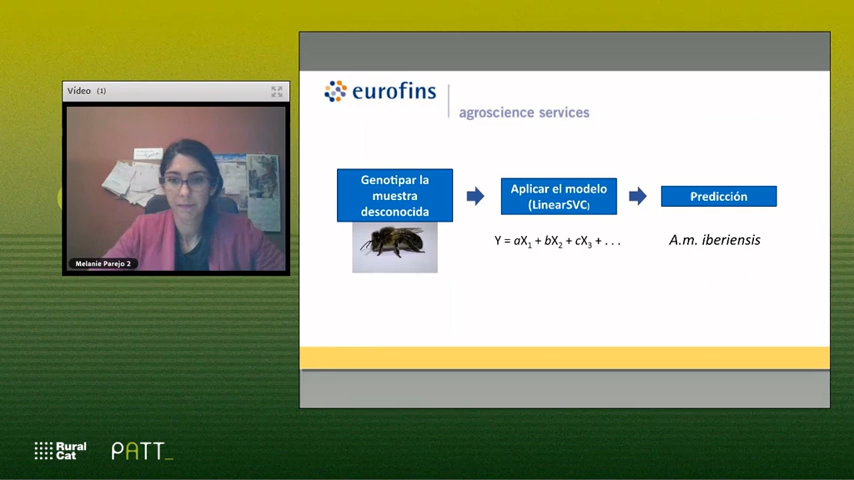 Vídeo (1)
Melanie Parejo 2
eurofins
agroscience services
Genotipar la
muestra
desconocida
Aplicar el modelo
(LinearSVC)
Predicción
Y = aX₁ + bX₂ + cX₃ + . . .
A.m. iberiensis
Rural
Cat
PATT_